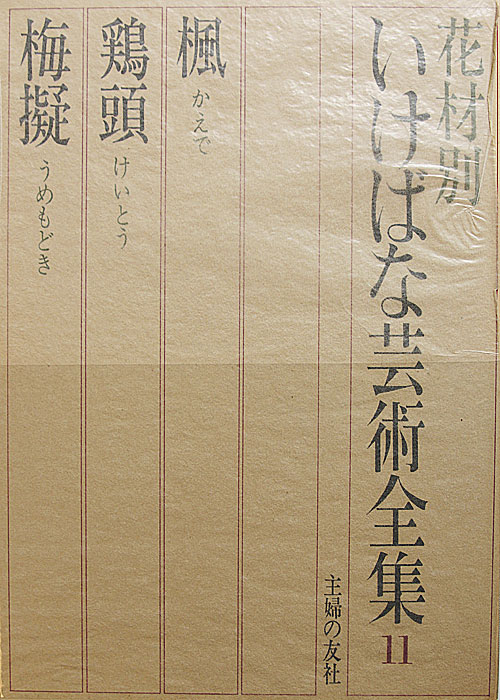 花材別
いけばな芸術全集 11
主婦の友社
楓 かえで
鶏頭 けいとう
梅擬 うめもどき